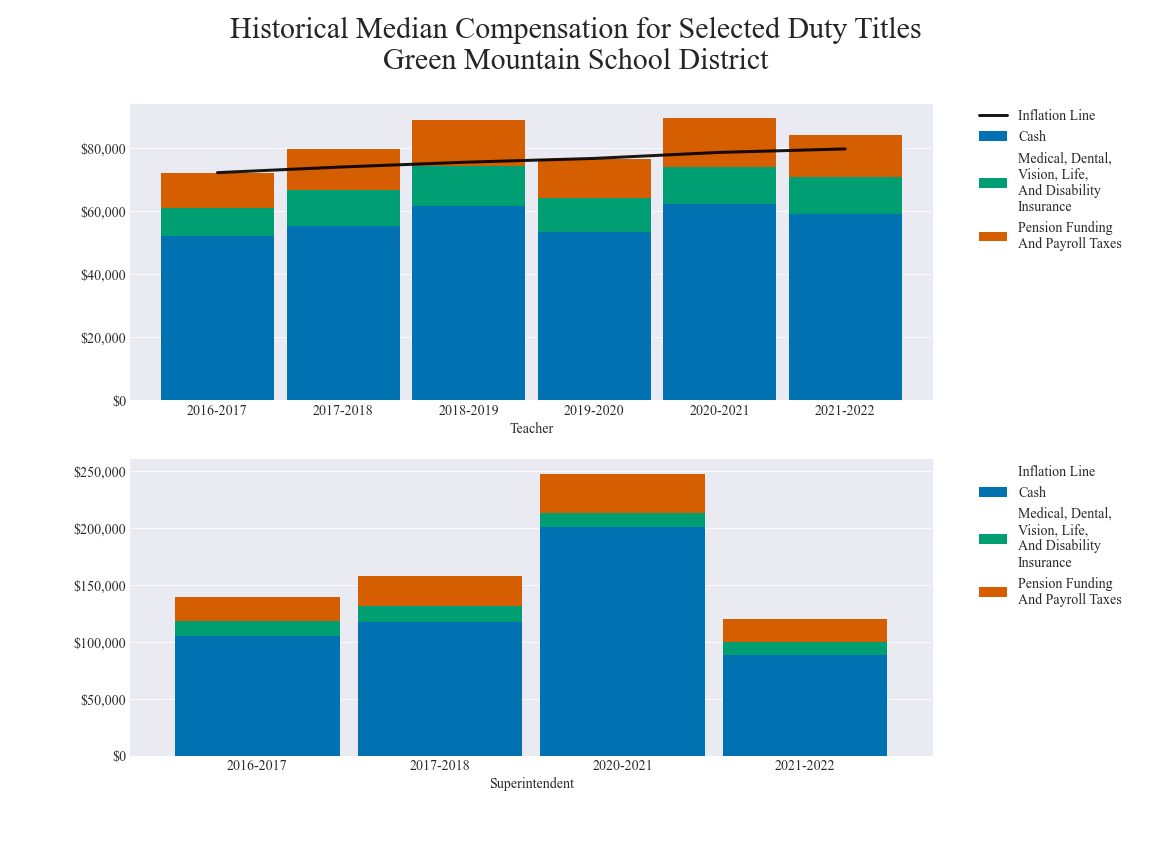 Historical Median Compensation for Selected Duty Titles
Green Mountain School District
$80,000
$60,000
$40,000
$20,000
$0
2016-2017
2017-2018
2018-2019
2019-2020
2020-2021
2021-2022
Teacher
Inflation Line
Cash
Medical, Dental,
Vision, Life,
And Disability
Insurance
Pension Funding
And Payroll Taxes
$250,000
$200,000
$150,000
$100,000
$50,000
$0
2016-2017
2017-2018
2020-2021
2021-2022
Superintendent
Inflation Line
Cash
Medical, Dental,
Vision, Life,
And Disability
Insurance
Pension Funding
And Payroll Taxes